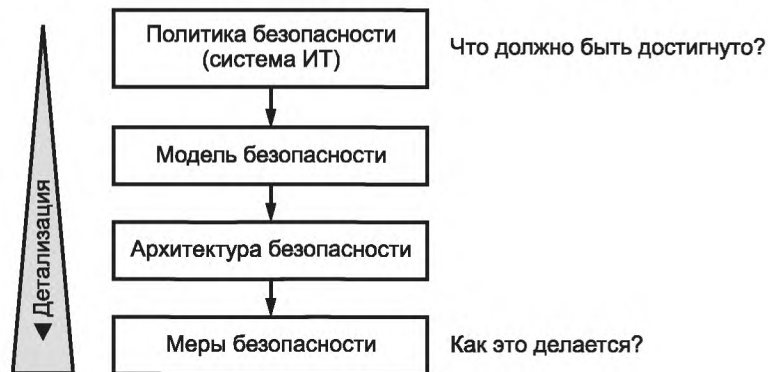 Политика безопасности
(система ИТ)
Что должно быть достигнуто?
Модель безопасности
Архитектура безопасности
Детализация
Меры безопасности
Как это делается?